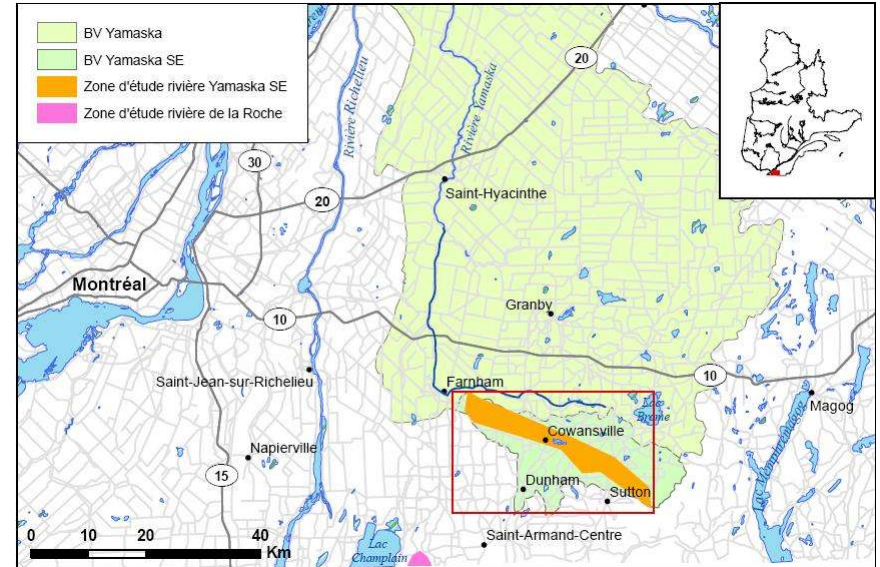 BV Yamaska
BV Yamaska SE
Zone d'étude rivière Yamaska SE
Zone d'étude rivière de la Roche
Rivière Richelieu
Rivière Yamaska
20
30
20
Saint-Hyacinthe
Montréal
Granby
10
Saint-Jean-sur-Richelieu
Farnham
10
Lac
Brome
Magog
Cowansville
Napierville
15
Dunham
Sutton
Lac Memphrémagog
0 10 20 40
Km
Saint-Armand-Centre
Lac
Champlain